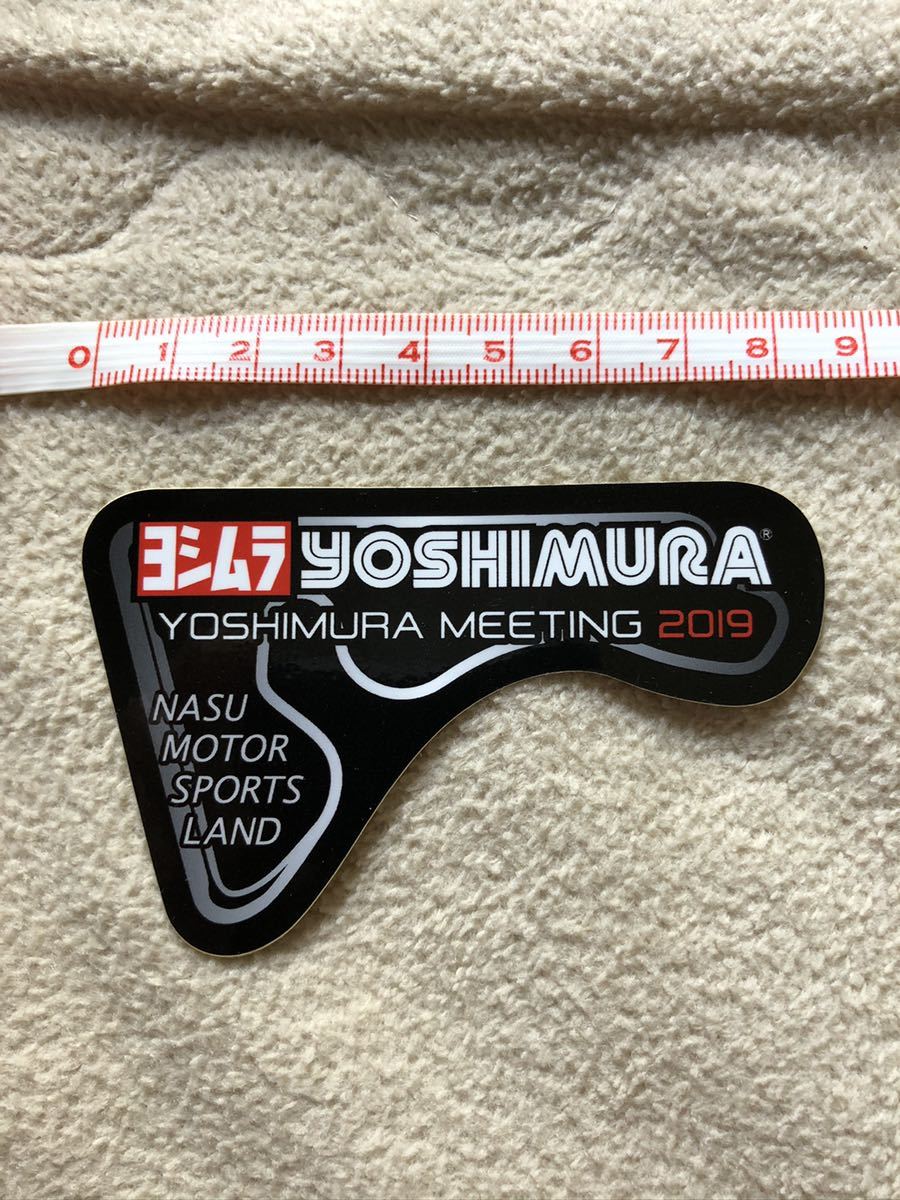 0 1 2 3 4 5 6 7 8 9
ヨシムラ YOSHIMURA®
YOSHIMURA MEETING 2019
NASU
MOTOR
SPORTS
LAND